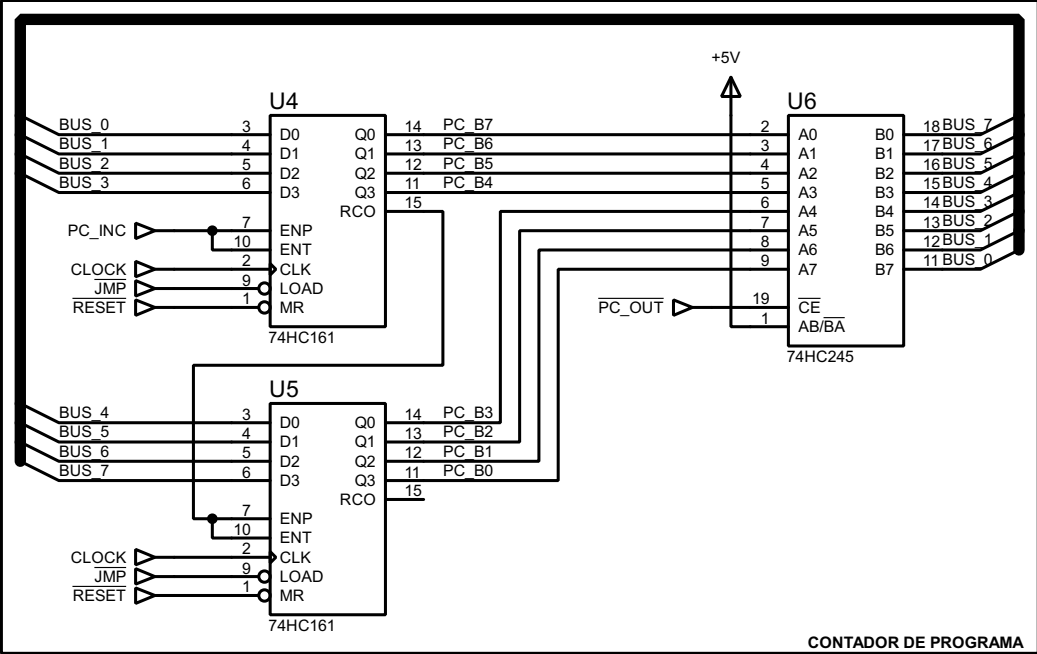 +5V
U4
U6
BUS_0 3 D0 Q0 14 PC_B7 2 A0 B0 18 BUS_7
BUS_1 4 D1 Q1 13 PC_B6 3 A1 B1 17 BUS_6
BUS_2 5 D2 Q2 12 PC_B5 4 A2 B2 16 BUS_5
BUS_3 6 D3 Q3 11 PC_B4 5 A3 B3 15 BUS_4
RCO 15 6 A4 B4 14 BUS_3
PC_INC 7 ENP 7 A5 B5 13 BUS_2
10 ENT 8 A6 B6 12 BUS_1
CLOCK 2 CLK 9 A7 B7 11 BUS_0
JMP 9 LOAD
RESET 1 MR PC_OUT 19 CE
1 AB/BA
74HC161
74HC245
U5
BUS_4 3 D0 Q0 14 PC_B3
BUS_5 4 D1 Q1 13 PC_B2
BUS_6 5 D2 Q2 12 PC_B1
BUS_7 6 D3 Q3 11 PC_B0
RCO 15
7 ENP
10 ENT
CLOCK 2 CLK
JMP 9 LOAD
RESET 1 MR
74HC161
CONTADOR DE PROGRAMA